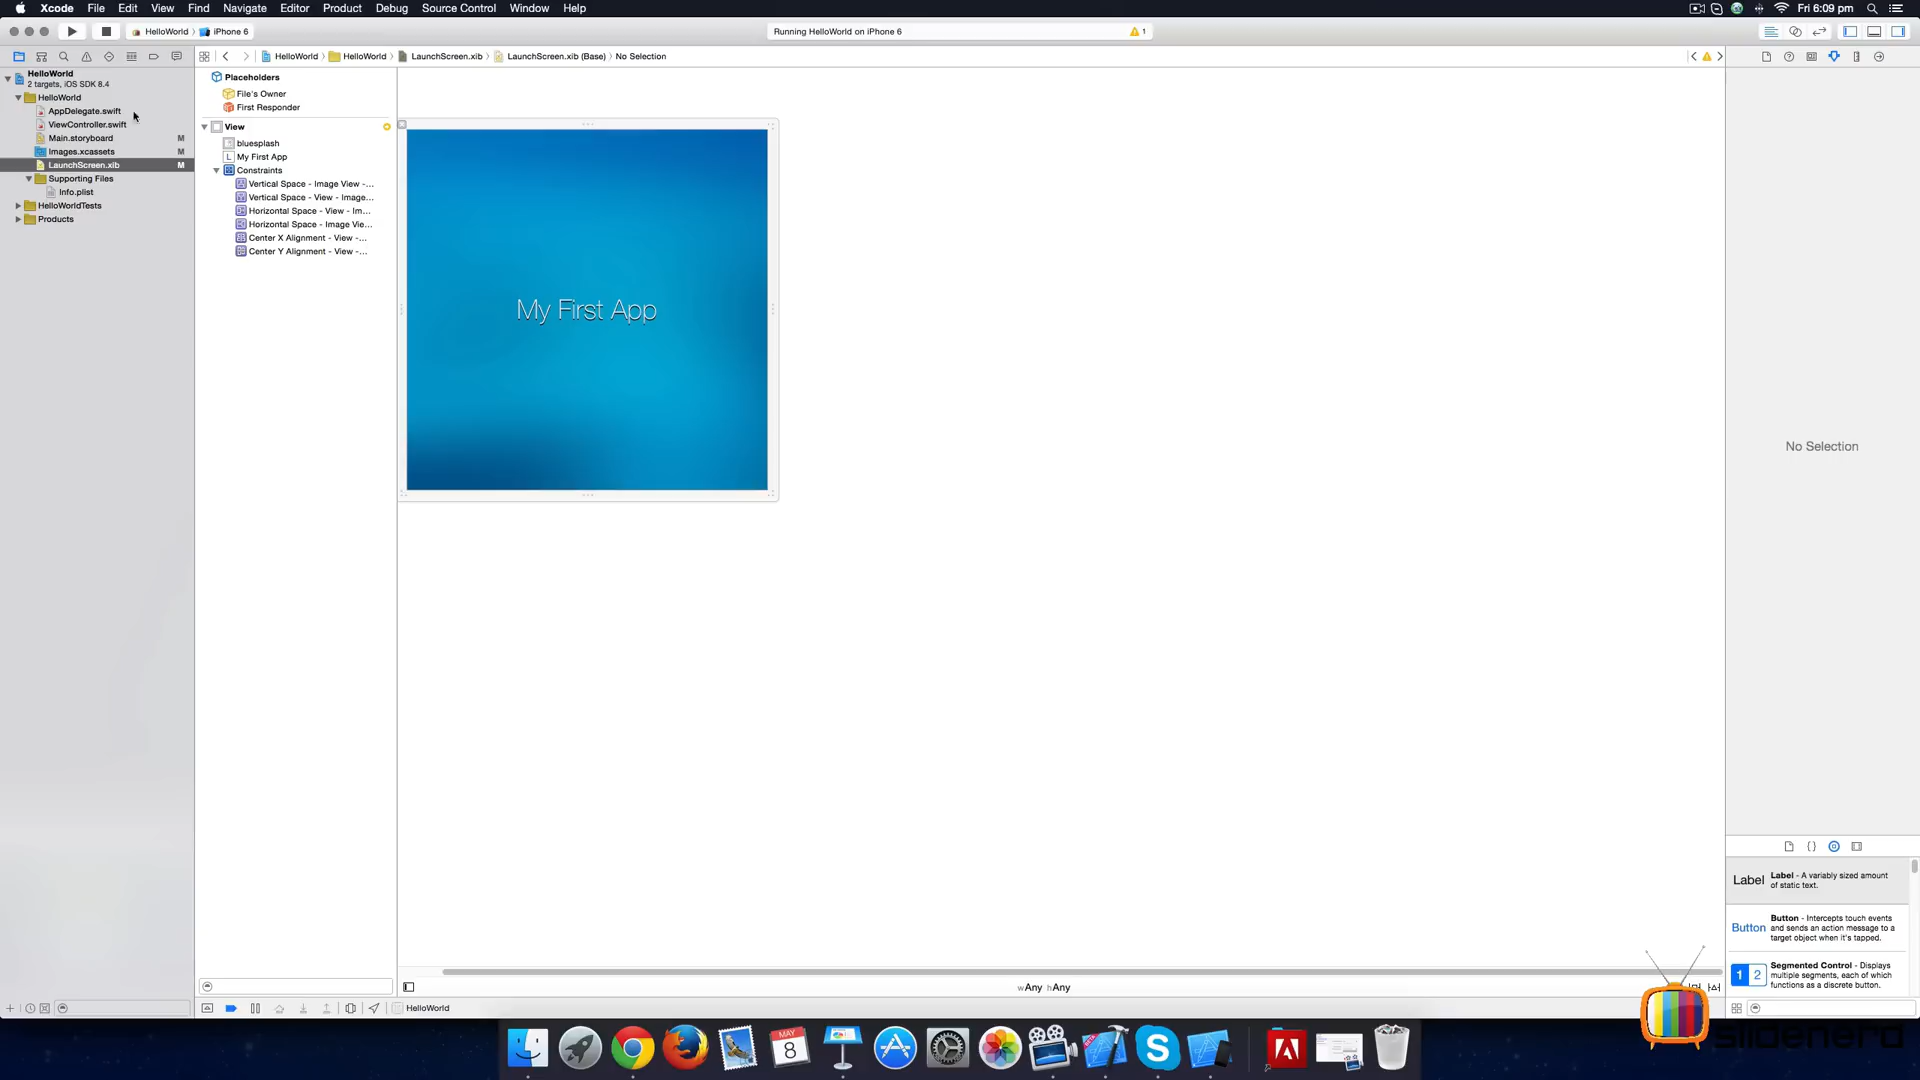 Xcode File Edit View Find Navigate Editor Product Debug Source Control Window Help Fri 6:09 pm
HelloWorld iPhone 6 Running HelloWorld on iPhone 6 1
HelloWorld HelloWorld LaunchScreen.xib LaunchScreen.xib (Base) No Selection
HelloWorld
2 targets, iOS SDK 8.4
HelloWorld
AppDelegate.swift
ViewController.swift
Main.storyboard M
Images.xcassets M
LaunchScreen.xib M
Supporting Files
Info.plist
HelloWorldTests
Products
Placeholders
File's Owner
First Responder
View
bluesplash
L My First App
Constraints
Vertical Space - Image View -...
Vertical Space - View - Image...
Horizontal Space - View - Im...
Horizontal Space - Image Vie...
Center X Alignment - View -...
Center Y Alignment - View -...
My First App
No Selection
Label Label - A variably sized amount
of static text.
Button Button - Intercepts touch events
and sends an action message to a
target object when it's tapped.
1 2 Segmented Control - Displays
multiple segments, each of which
functions as a discrete button.
wAny hAny
HelloWorld
MAY
8
slidenerd